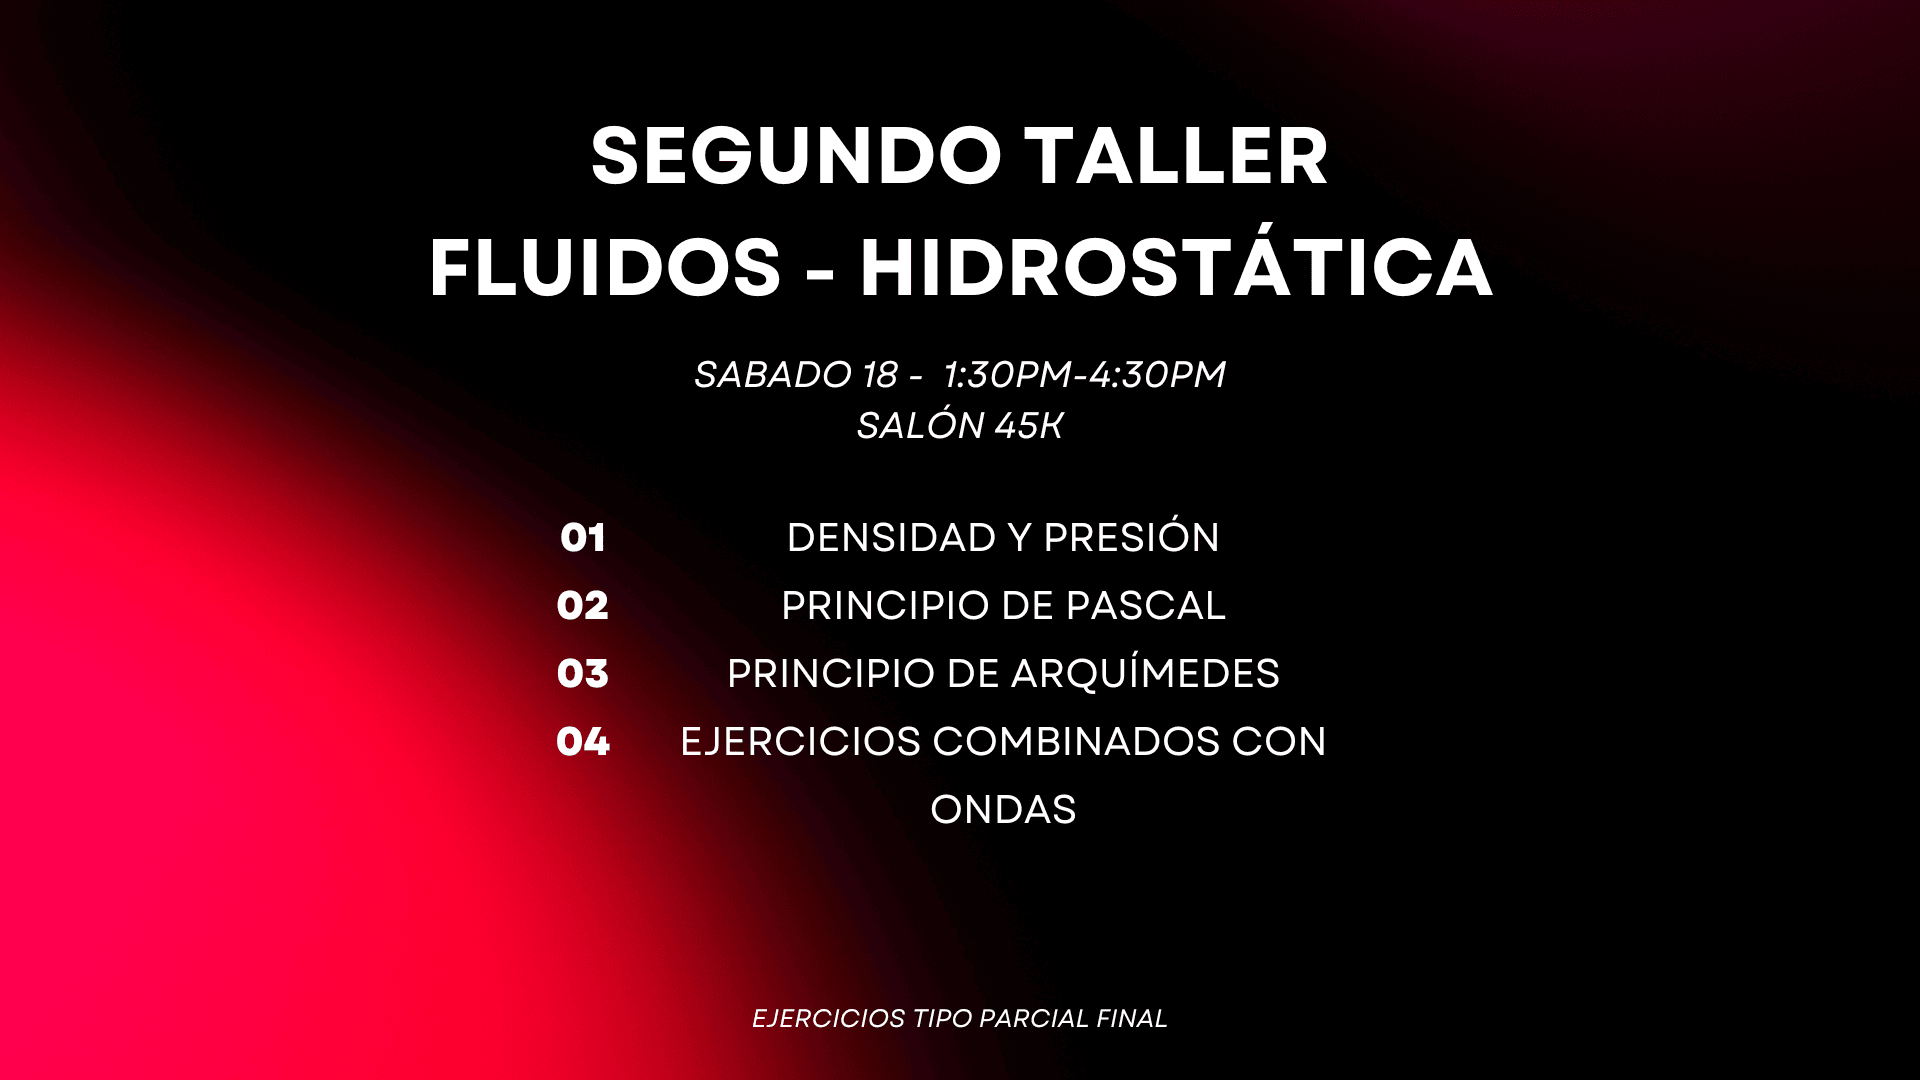 SEGUNDO TALLER
FLUIDOS - HIDROSTÁTICA
SABADO 18 - 1:30PM-4:30PM
SALÓN 45K
01 DENSIDAD Y PRESIÓN
02 PRINCIPIO DE PASCAL
03 PRINCIPIO DE ARQUÍMEDES
04 EJERCICIOS COMBINADOS CON
ONDAS
EJERCICIOS TIPO PARCIAL FINAL